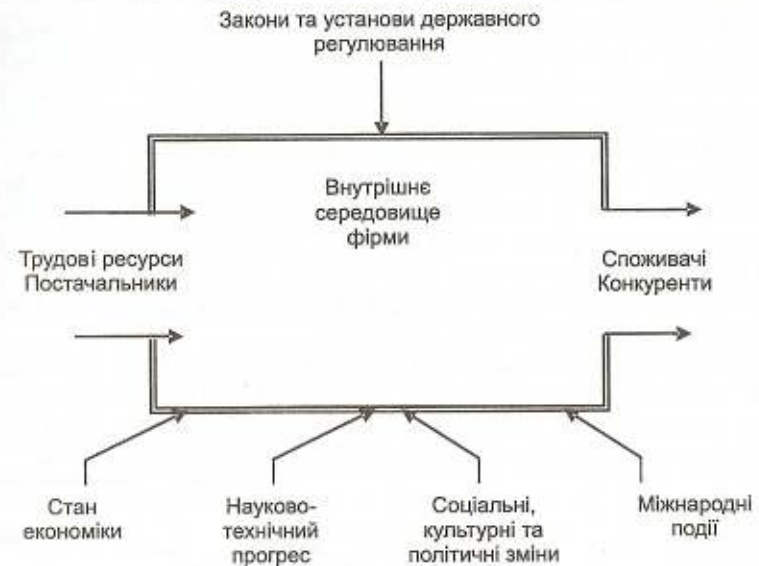 Закони та установи державного
регулювання
Внутрішнє
середовище
фірми
Трудові ресурси
Постачальники
Споживачі
Конкуренти
Стан
економіки
Науково-
технічний
прогрес
Соціальні,
культурні та
політичні зміни
Міжнародні
події